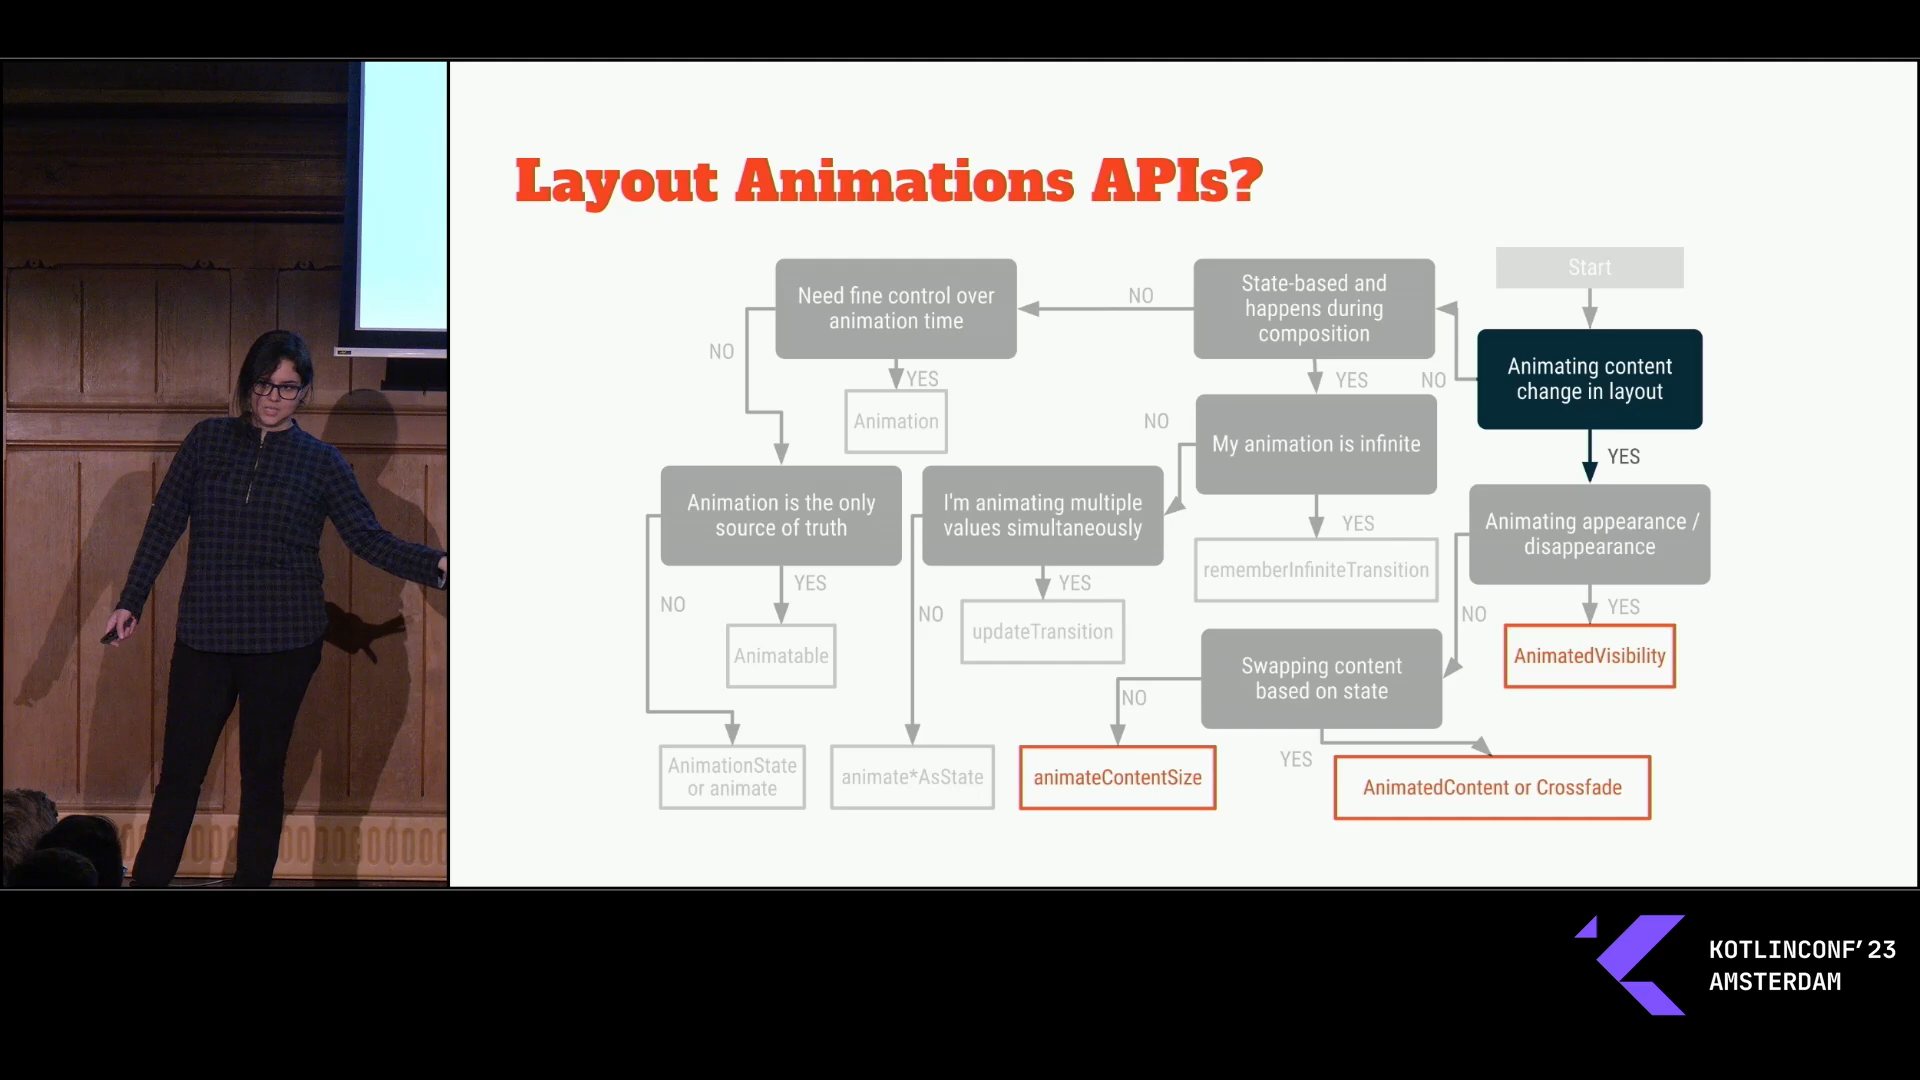 Layout Animations APIs?
Start
Need fine control over
animation time
NO
State-based and
happens during
composition
Animating content
change in layout
NO
YES
YES
NO
Animation
NO
My animation is infinite
YES
Animation is the only
source of truth
I'm animating multiple
values simultaneously
YES
Animating appearance /
disappearance
rememberInfiniteTransition
YES
YES
NO
NO
YES
NO
updateTransition
Animatable
Swapping content
based on state
AnimatedVisibility
NO
YES
AnimationState
or animate
animate*AsState
animateContentSize
AnimatedContent or Crossfade
KOTLINCONF’23
AMSTERDAM